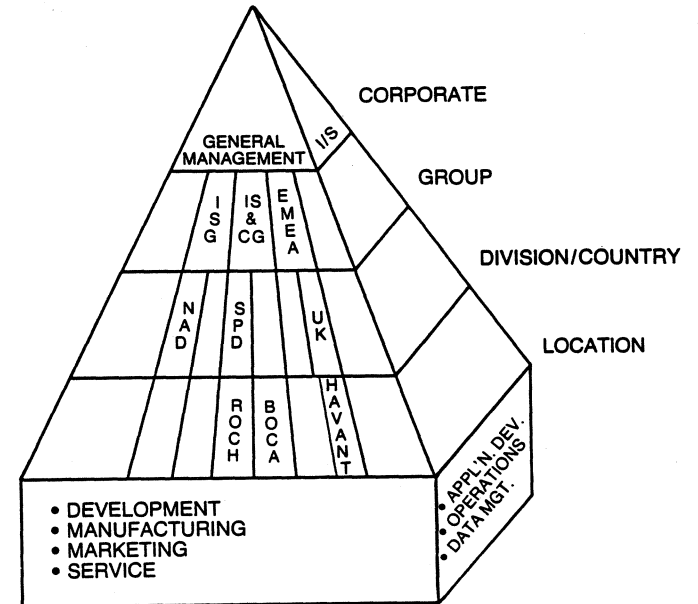 CORPORATE
I/S
GENERAL
MANAGEMENT
GROUP
ISG
IS
&
CG
EMEA
DIVISION/COUNTRY
NAD
SPD
UK
LOCATION
ROCH
BOCA
HAVANT
• DEVELOPMENT
• MANUFACTURING
• MARKETING
• SERVICE
• APPL'N. DEV.
• OPERATIONS
• DATA MGT.